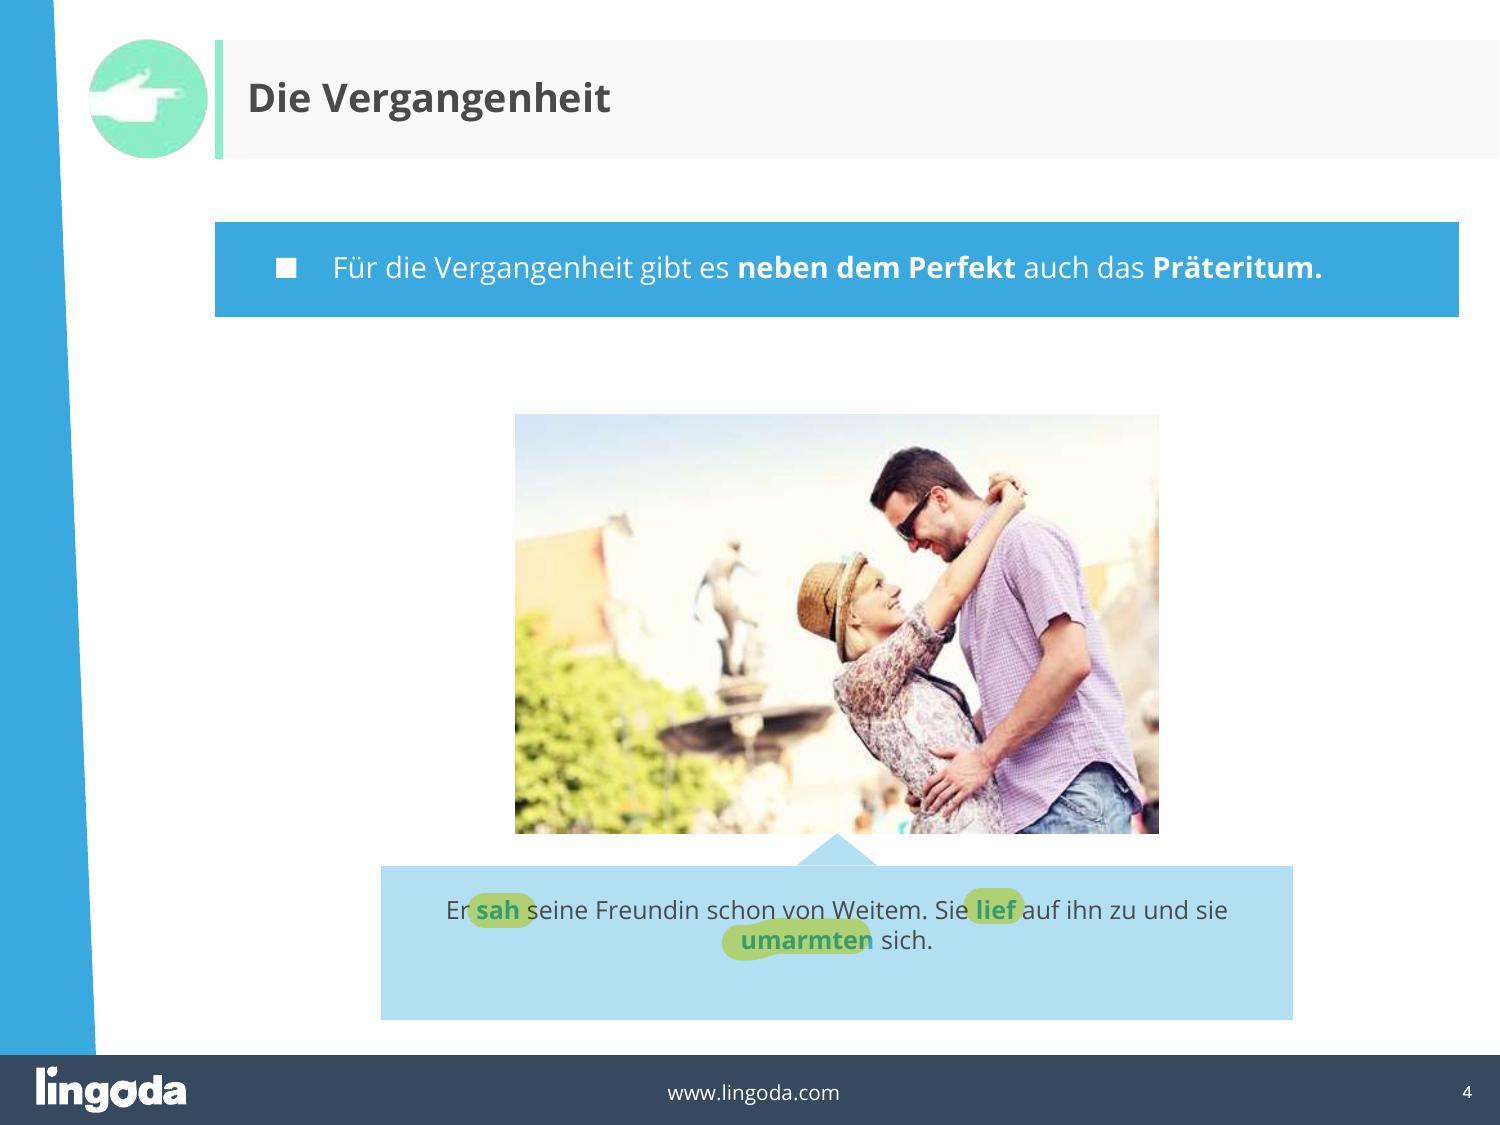 Die Vergangenheit
■ Für die Vergangenheit gibt es neben dem Perfekt auch das Präteritum.
Er sah seine Freundin schon von Weitem. Sie lief auf ihn zu und sie
umarmten sich.
lingoda
www.lingoda.com
4